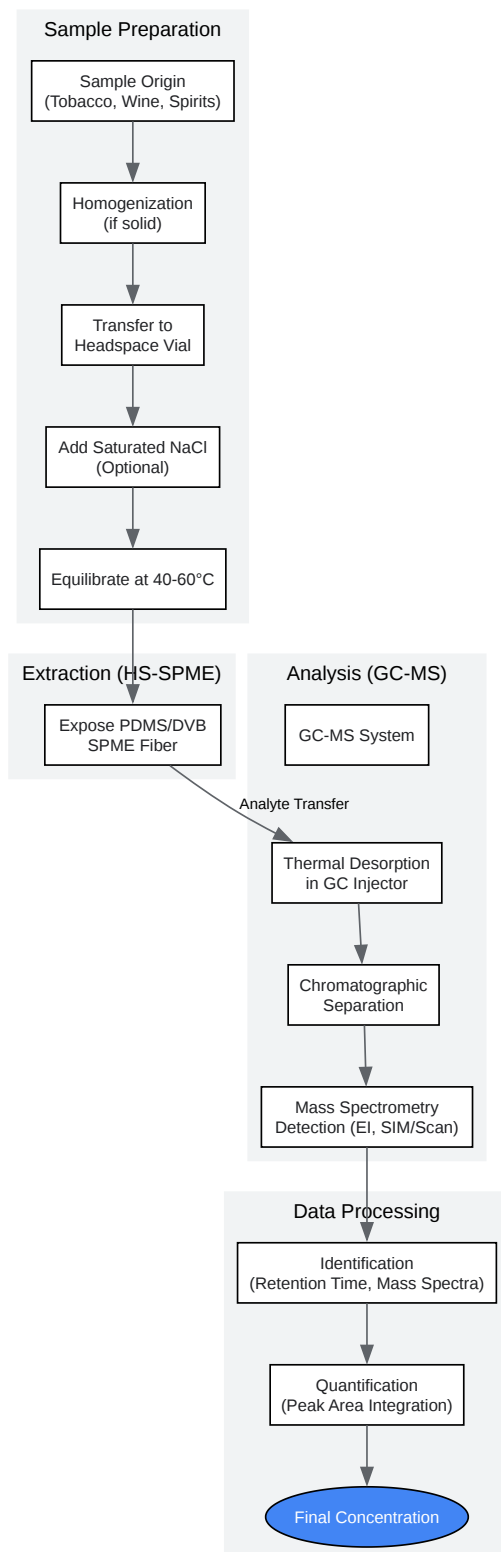 Sample Preparation
Sample Origin
(Tobacco, Wine, Spirits)
Homogenization
(if solid)
Transfer to
Headspace Vial
Add Saturated NaCl
(Optional)
Equilibrate at 40-60°C
Extraction (HS-SPME)
Expose PDMS/DVB
SPME Fiber
Analysis (GC-MS)
GC-MS System
Analyte Transfer
Thermal Desorption
in GC Injector
Chromatographic
Separation
Mass Spectrometry
Detection (EI, SIM/Scan)
Data Processing
Identification
(Retention Time, Mass Spectra)
Quantification
(Peak Area Integration)
Final Concentration